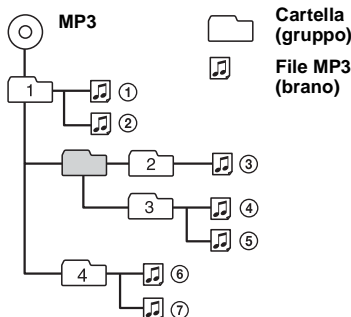 MP3
Cartella
(gruppo)
File MP3
(brano)
1
①
②
2
③
3
④
⑤
4
⑥
⑦